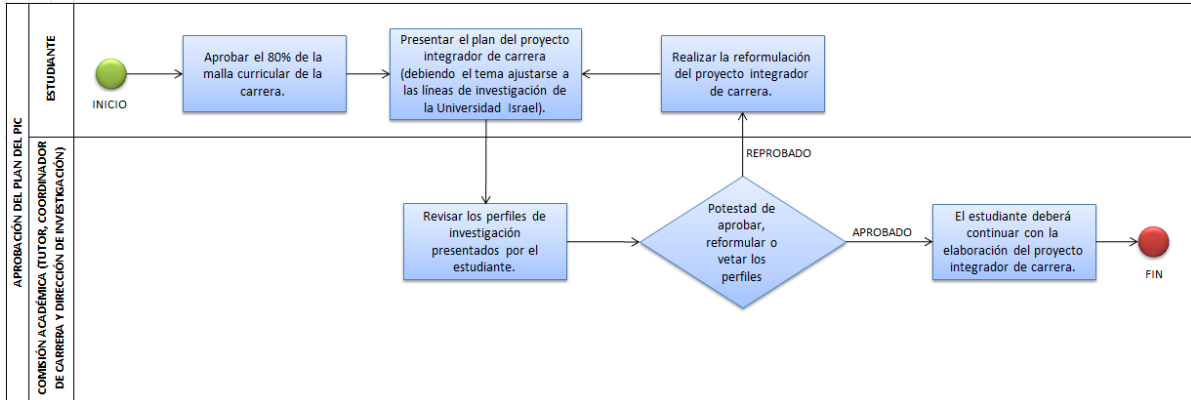 APROBACIÓN DEL PLAN DEL PIC
ESTUDIANTE
INICIO
Aprobar el 80% de la
malla curricular de la
carrera.
Presentar el plan del proyecto
integrador de carrera
(debiendo el tema ajustarse a
las líneas de investigación de
la Universidad Israel).
Realizar la reformulación
del proyecto integrador
de carrera.
COMISIÓN ACADÉMICA (TUTOR, COORDINADOR
DE CARRERA Y DIRECCIÓN DE INVESTIGACIÓN)
REPROBADO
Revisar los perfiles de
investigación
presentados por el
estudiante.
Potestad de
aprobar,
reformular o
vetar los
perfiles
APROBADO
El estudiante deberá
continuar con la
elaboración del proyecto
integrador de carrera.
FIN